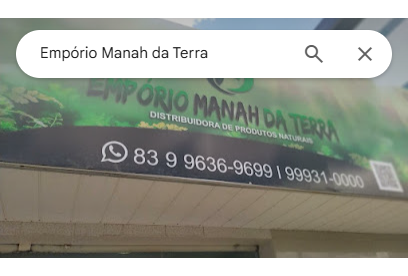 Empório Manah da Terra
EMPÓRIO MANAH DA TERRA
DISTRIBUIDORA DE PRODUTOS NATURAIS
83 9 9636-9699 | 99931-0000